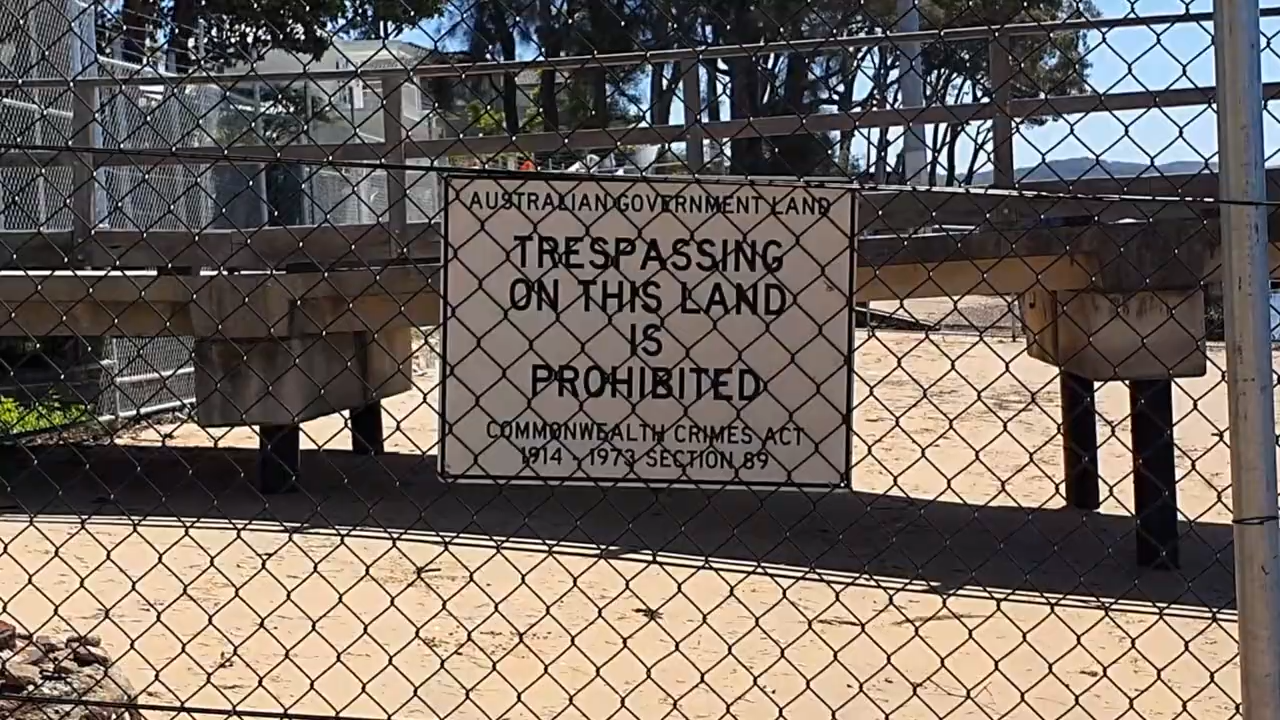 AUSTRALIAN GOVERNMENT LAND
TRESPASSING
ON THIS LAND
IS
PROHIBITED
COMMONWEALTH CRIMES ACT
1914 - 1973 SECTION 89